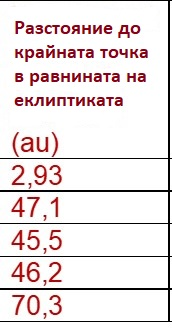 Разстояние до
крайната точка
в равнината на
еклиптиката
(au)
2,93
47,1
45,5
46,2
70,3